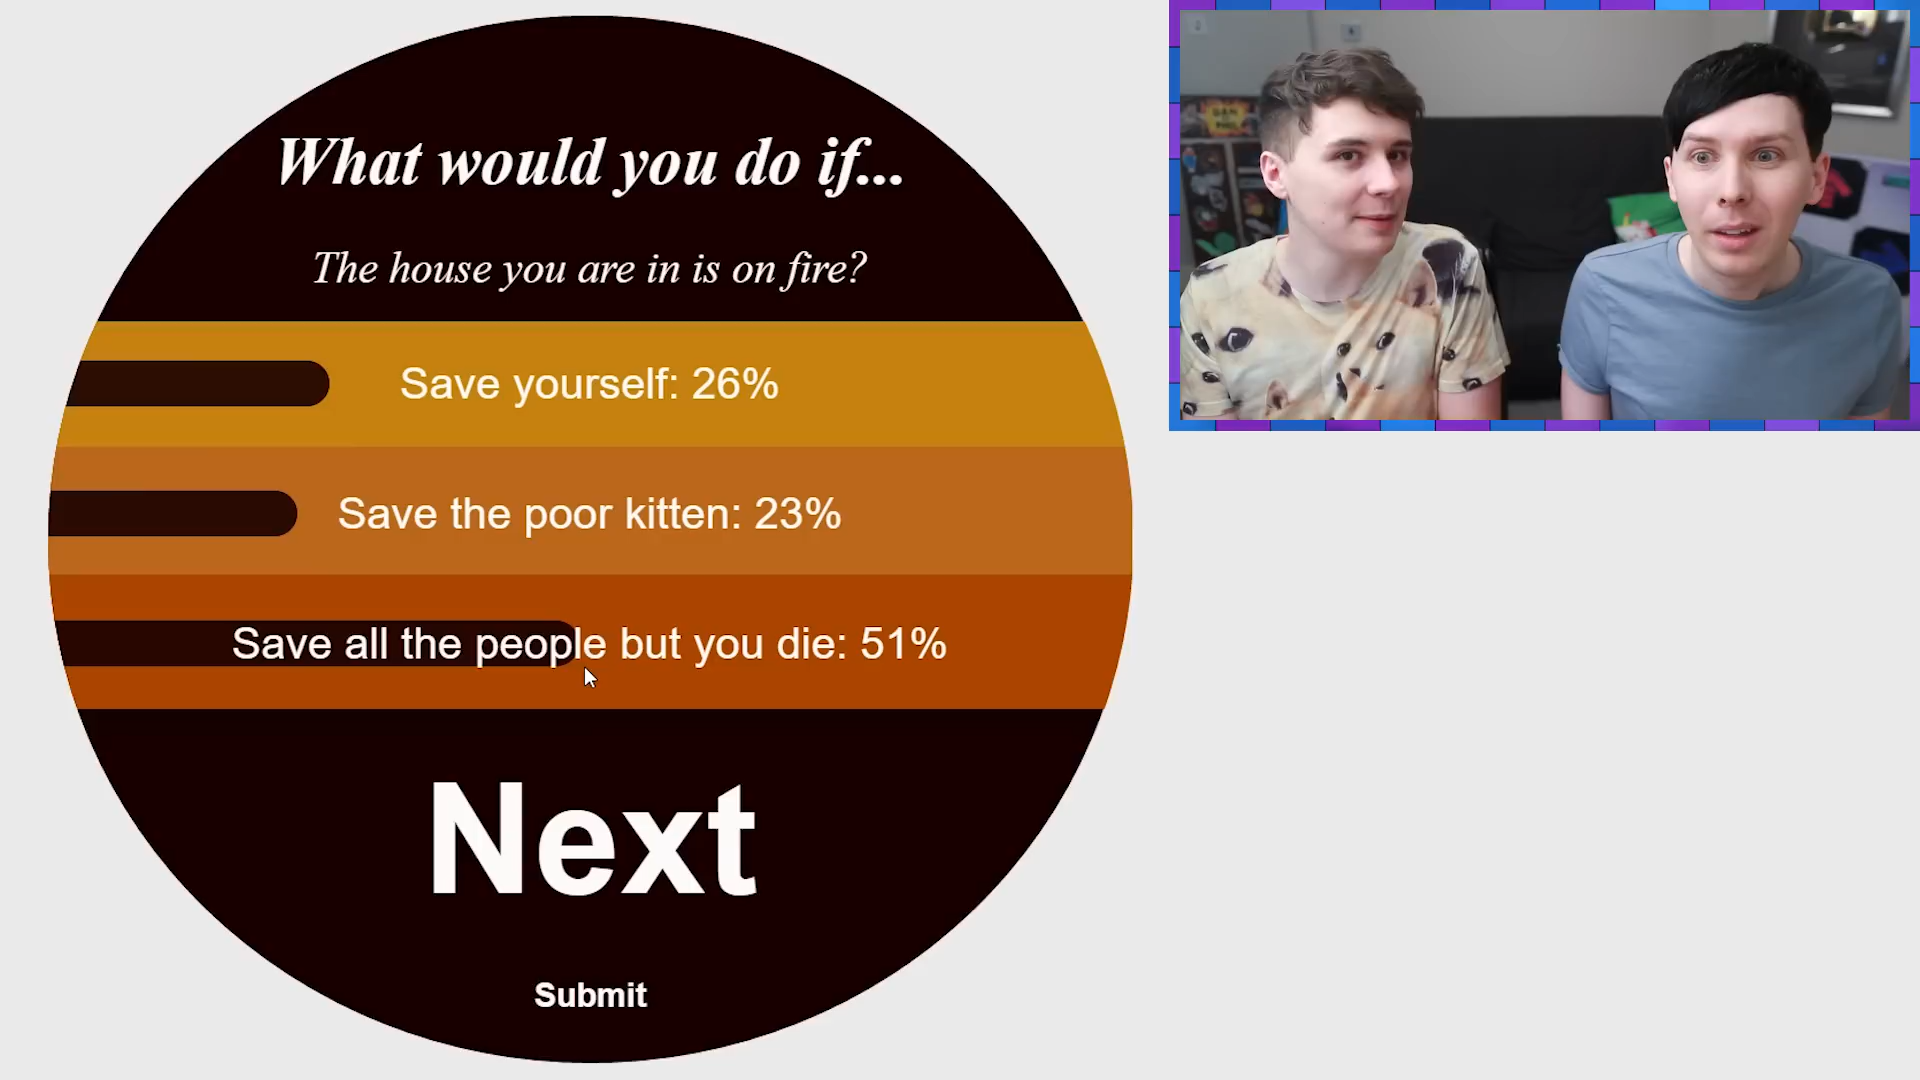 What would you do if...
The house you are in is on fire?
Save yourself: 26%
Save the poor kitten: 23%
Save all the people but you die: 51%
Next
Submit